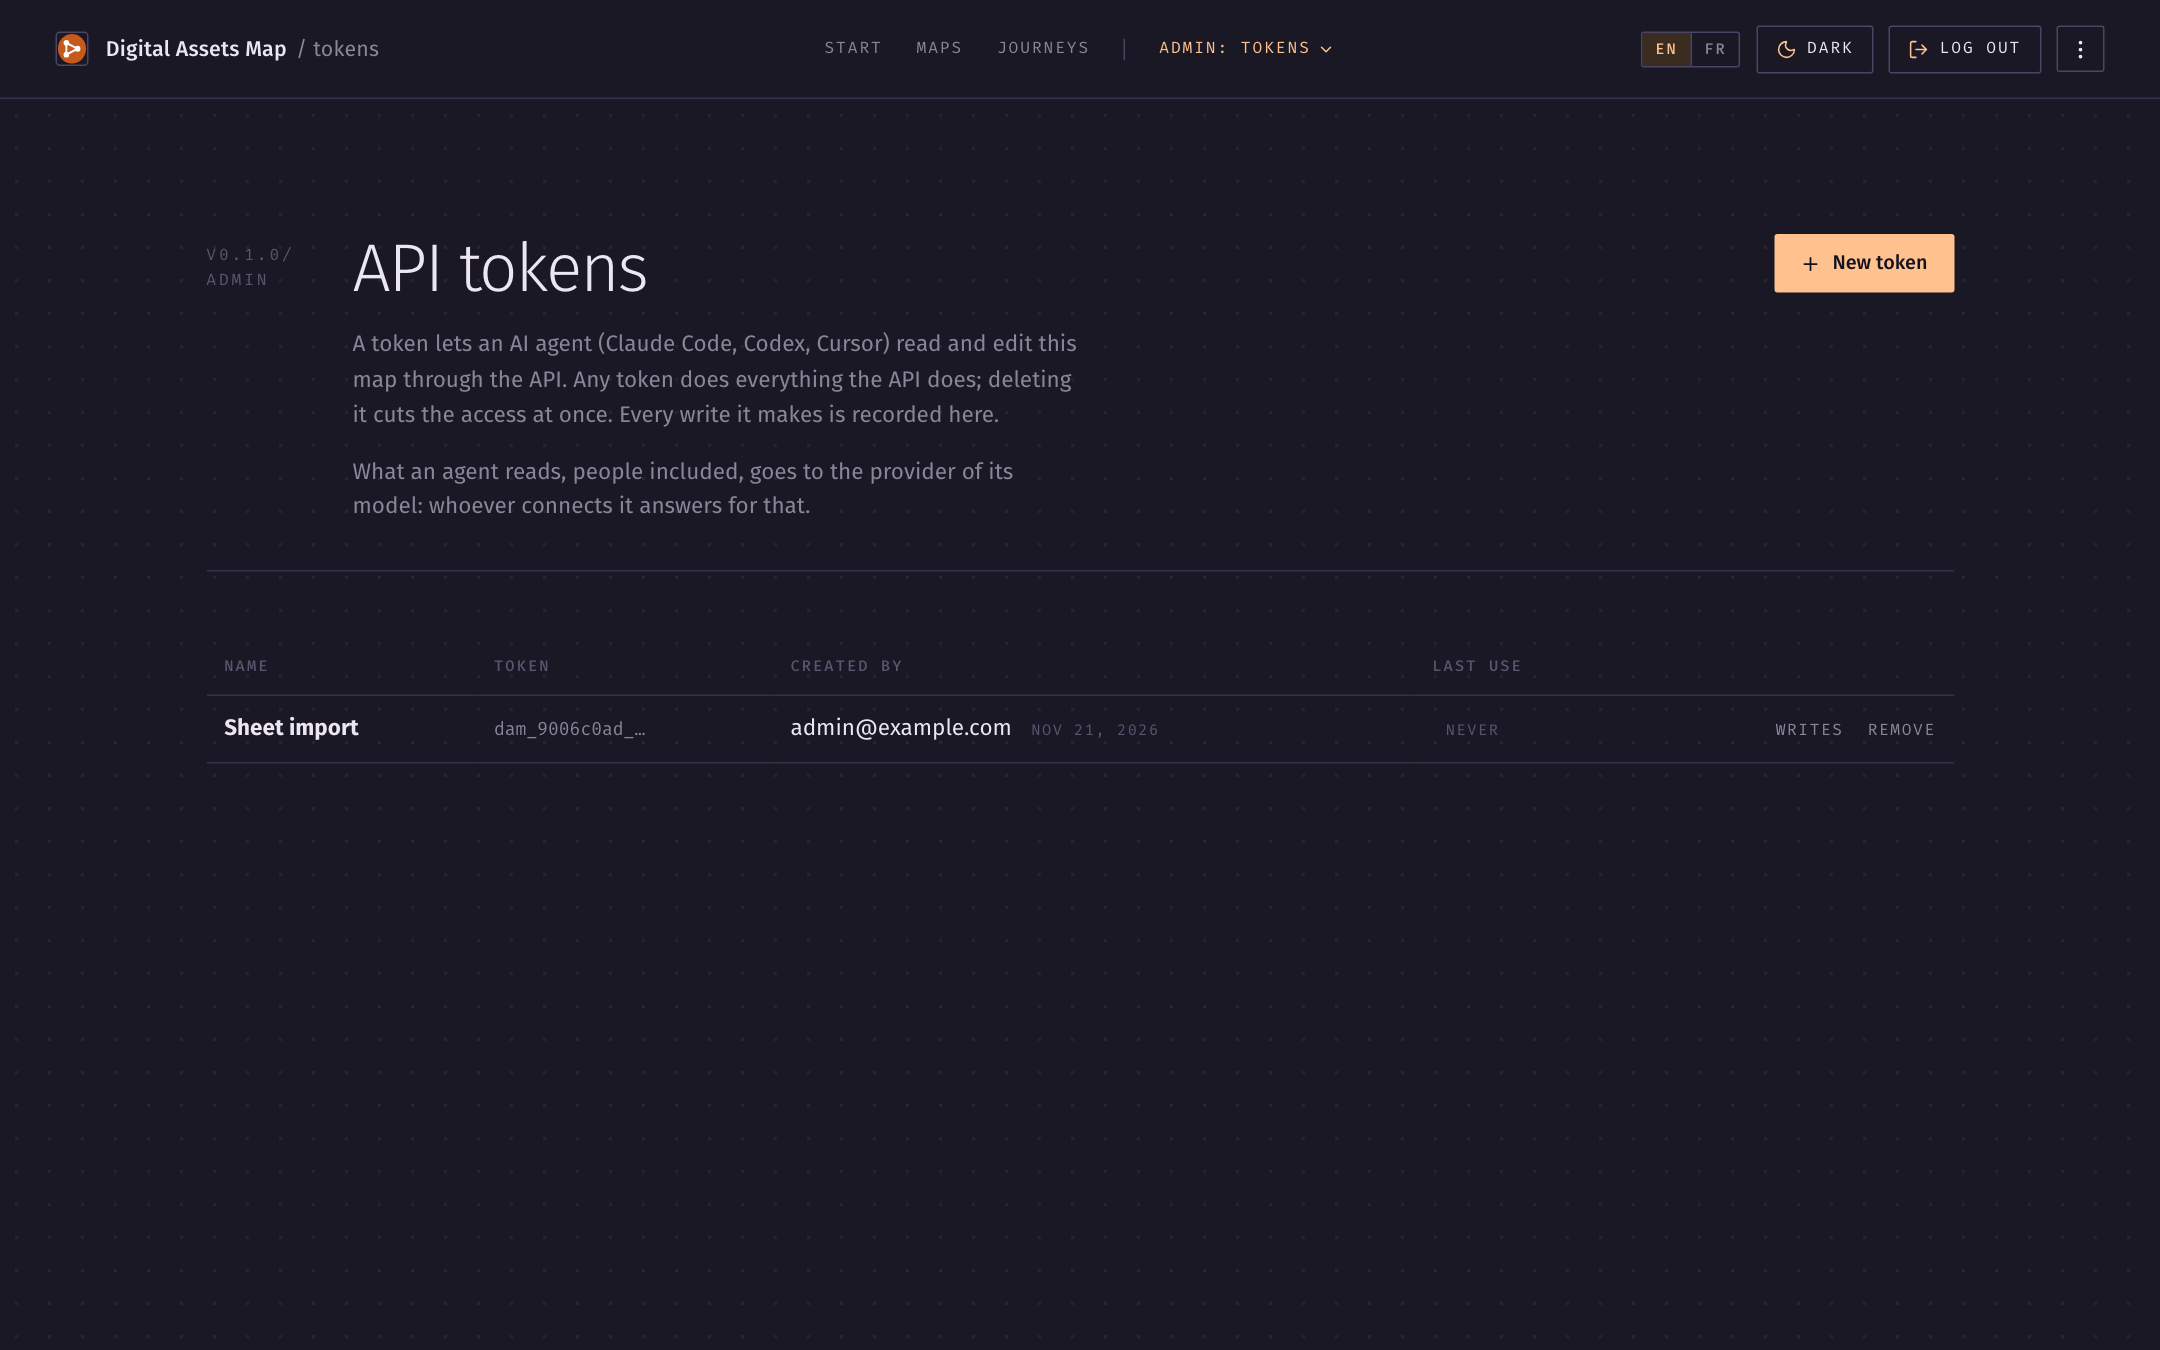 Digital Assets Map / tokens
START MAPS JOURNEYS | ADMIN: TOKENS
EN FR DARK LOG OUT
V0.1.0/
ADMIN
API tokens
+ New token
A token lets an AI agent (Claude Code, Codex, Cursor) read and edit this
map through the API. Any token does everything the API does; deleting
it cuts the access at once. Every write it makes is recorded here.
What an agent reads, people included, goes to the provider of its
model: whoever connects it answers for that.
NAME TOKEN CREATED BY LAST USE
Sheet import dam_9006c0ad_… admin@example.com NOV 21, 2026 NEVER WRITES REMOVE